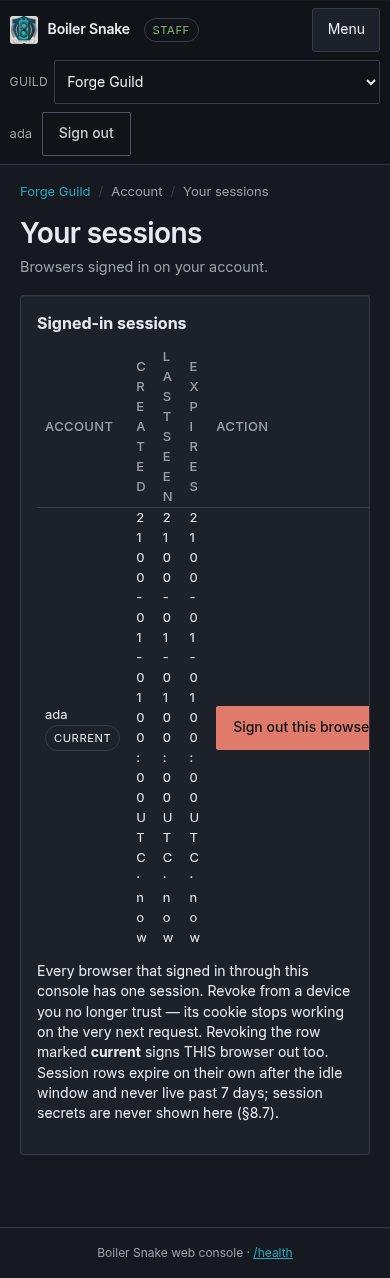 Boiler Snake STAFF Menu
GUILD Forge Guild
ada Sign out
Forge Guild / Account / Your sessions
Your sessions
Browsers signed in on your account.
Signed-in sessions
ACCOUNT CREATED LAST SEEN EXPIRES ACTION
ada CURRENT 2100-01-01 00:00 UTC · now 2100-01-01 00:00 UTC · now 2100-01-01 00:00 UTC · now Sign out this browse
Every browser that signed in through this
console has one session. Revoke from a device
you no longer trust — its cookie stops working
on the very next request. Revoking the row
marked current signs THIS browser out too.
Session rows expire on their own after the idle
window and never live past 7 days; session
secrets are never shown here (§8.7).
Boiler Snake web console · /health